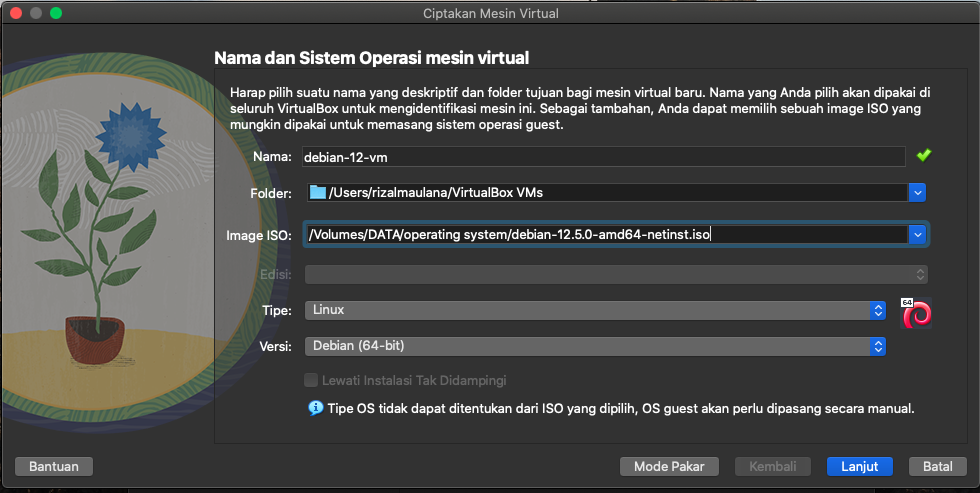 Ciptakan Mesin Virtual
Nama dan Sistem Operasi mesin virtual
Harap pilih suatu nama yang deskriptif dan folder tujuan bagi mesin virtual baru. Nama yang Anda pilih akan dipakai di
seluruh VirtualBox untuk mengidentifikasi mesin ini. Sebagai tambahan, Anda dapat memilih sebuah image ISO yang
mungkin dipakai untuk memasang sistem operasi guest.
Nama: debian-12-vm
Folder: /Users/rizalmaulana/VirtualBox VMs
Image ISO: /Volumes/DATA/operating system/debian-12.5.0-amd64-netinst.iso
Edisi:
Tipe: Linux 64
Versi: Debian (64-bit)
Lewati Instalasi Tak Didampingi
Tipe OS tidak dapat ditentukan dari ISO yang dipilih, OS guest akan perlu dipasang secara manual.
Bantuan Mode Pakar Kembali Lanjut Batal